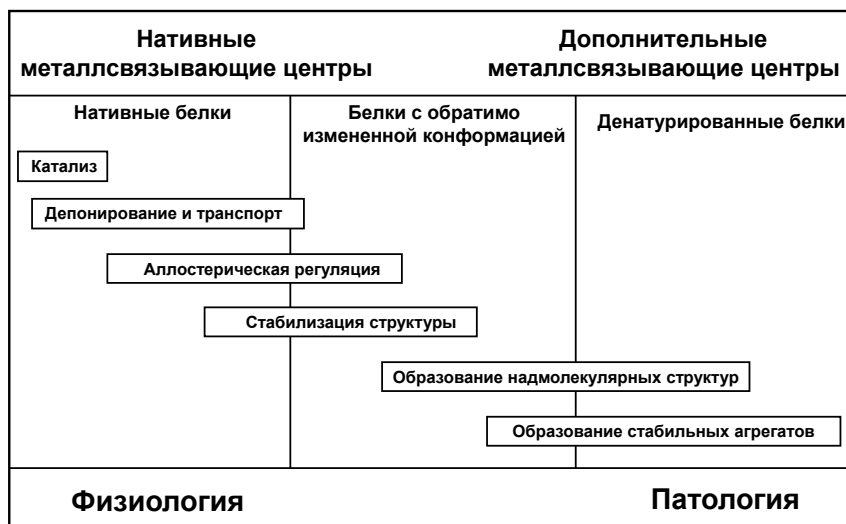 Нативные
металлсвязывающие центры
Дополнительные
металлсвязывающие центры
Нативные белки
Белки с обратимо
измененной конформацией
Денатурированные белки
Катализ
Депонирование и транспорт
Аллостерическая регуляция
Стабилизация структуры
Образование надмолекулярных структур
Образование стабильных агрегатов
Физиология
Патология